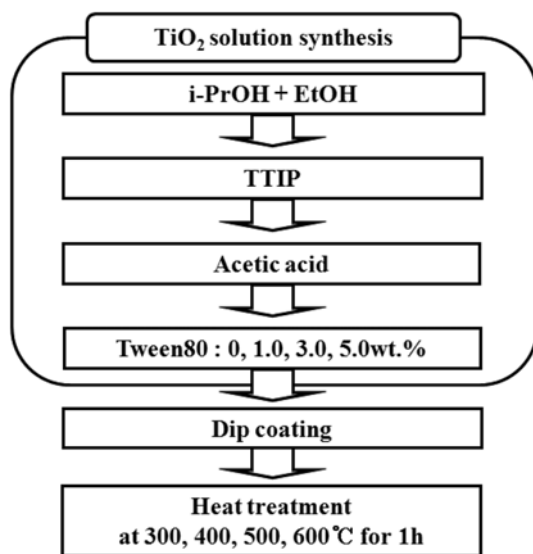 TiO₂ solution synthesis
i-PrOH + EtOH
TTIP
Acetic acid
Tween80 : 0, 1.0, 3.0, 5.0wt.%
Dip coating
Heat treatment
at 300, 400, 500, 600℃ for 1h